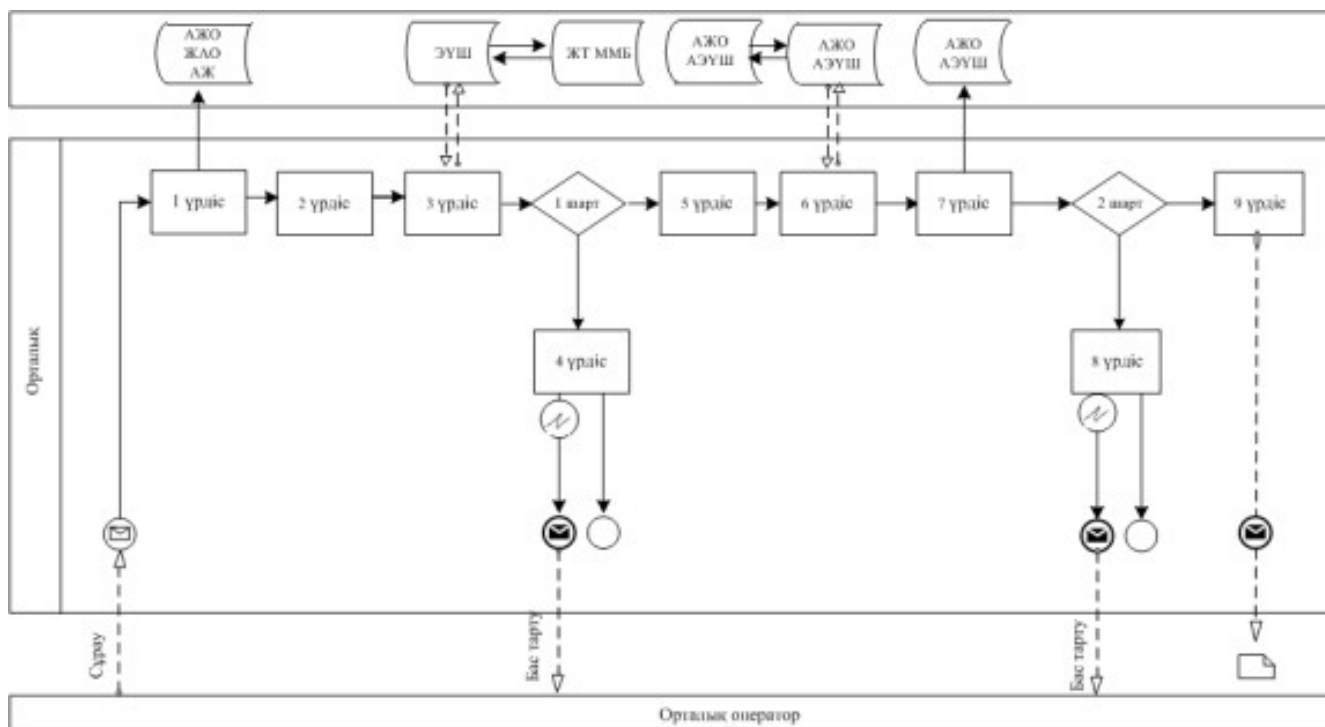 АЖО
ЖЛО
АЖ
ЭҮШ
ЖТ ММБ
АЖО
АЭҮШ
АЖО
АЭҮШ
АЖО
АЭҮШ
1 үрдіс
2 үрдіс
3 үрдіс
1 шарт
5 үрдіс
6 үрдіс
7 үрдіс
2 шарт
9 үрдіс
4 үрдіс
8 үрдіс
Орталық
Сұрау
Бас тарту
Бас тарту
Орталық оператор